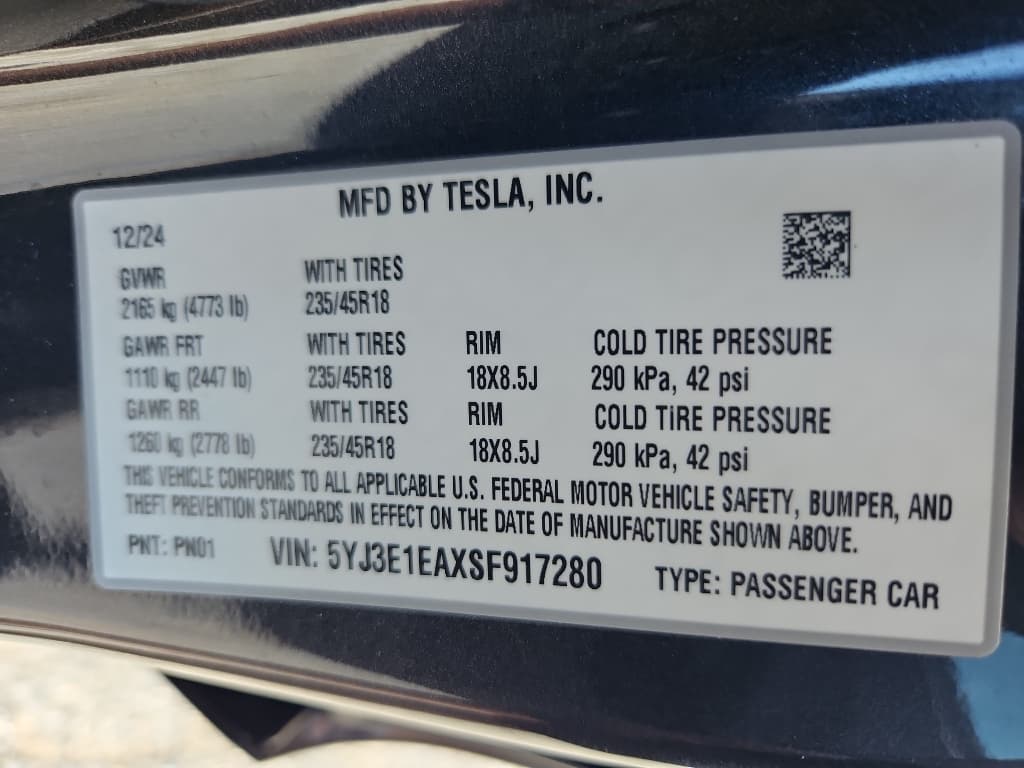 MFD BY TESLA, INC.
12/24
GVWR WITH TIRES
2165 kg (4773 lb) 235/45R18
GAWR FRT WITH TIRES RIM COLD TIRE PRESSURE
1110 kg (2447 lb) 235/45R18 18X8.5J 290 kPa, 42 psi
GAWR RR WITH TIRES RIM COLD TIRE PRESSURE
1260 kg (2778 lb) 235/45R18 18X8.5J 290 kPa, 42 psi
THIS VEHICLE CONFORMS TO ALL APPLICABLE U.S. FEDERAL MOTOR VEHICLE SAFETY, BUMPER, AND
THEFT PREVENTION STANDARDS IN EFFECT ON THE DATE OF MANUFACTURE SHOWN ABOVE.
PNT: PN01 VIN: 5YJ3E1EAXSF917280 TYPE: PASSENGER CAR